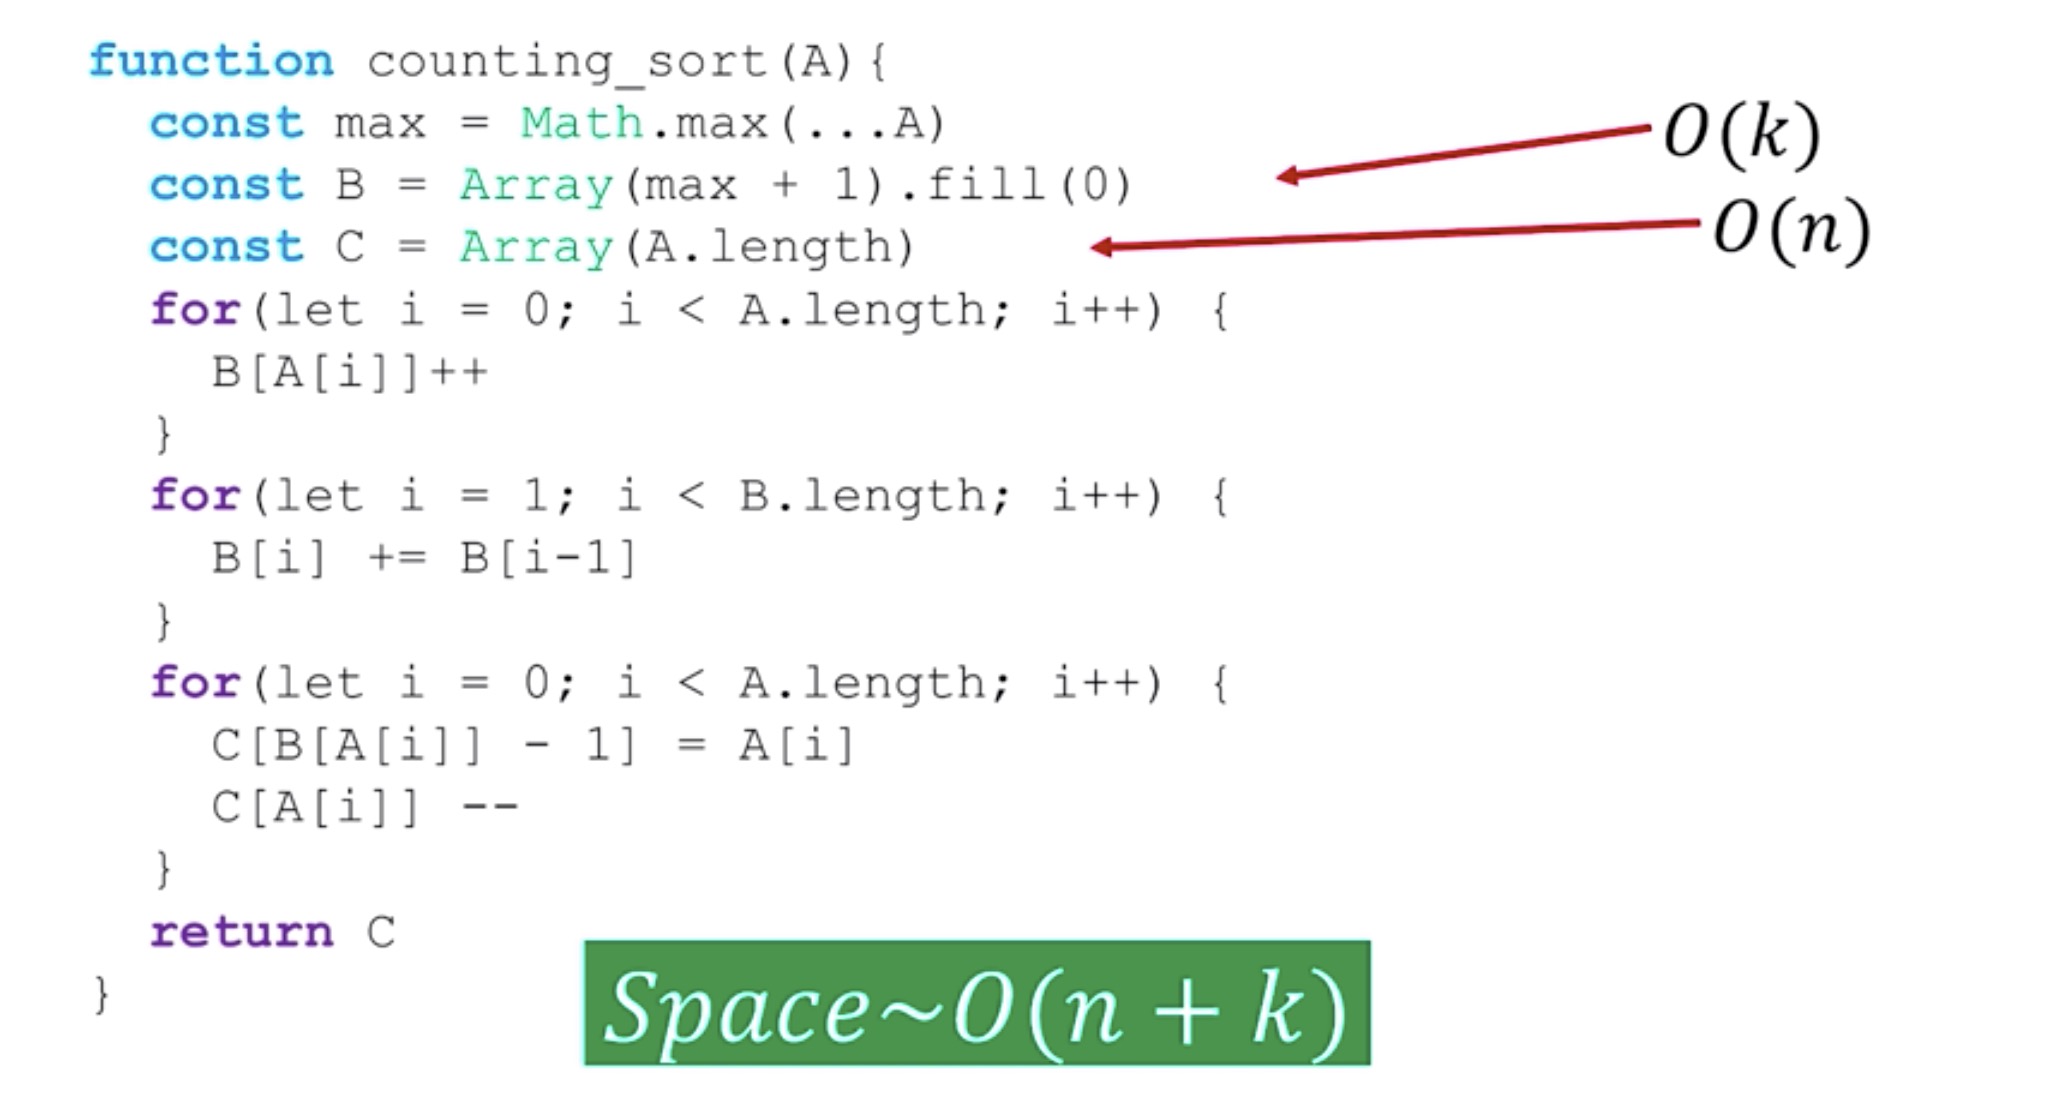 function counting_sort(A){
  const max = Math.max(...A)
  const B = Array(max + 1).fill(0)
  const C = Array(A.length)
  for(let i = 0; i < A.length; i++) {
    B[A[i]]++
  }
  for(let i = 1; i < B.length; i++) {
    B[i] += B[i-1]
  }
  for(let i = 0; i < A.length; i++) {
    C[B[A[i]] - 1] = A[i]
    C[A[i]] --
  }
  return C
}
O(k)
O(n)
Space~O(n + k)